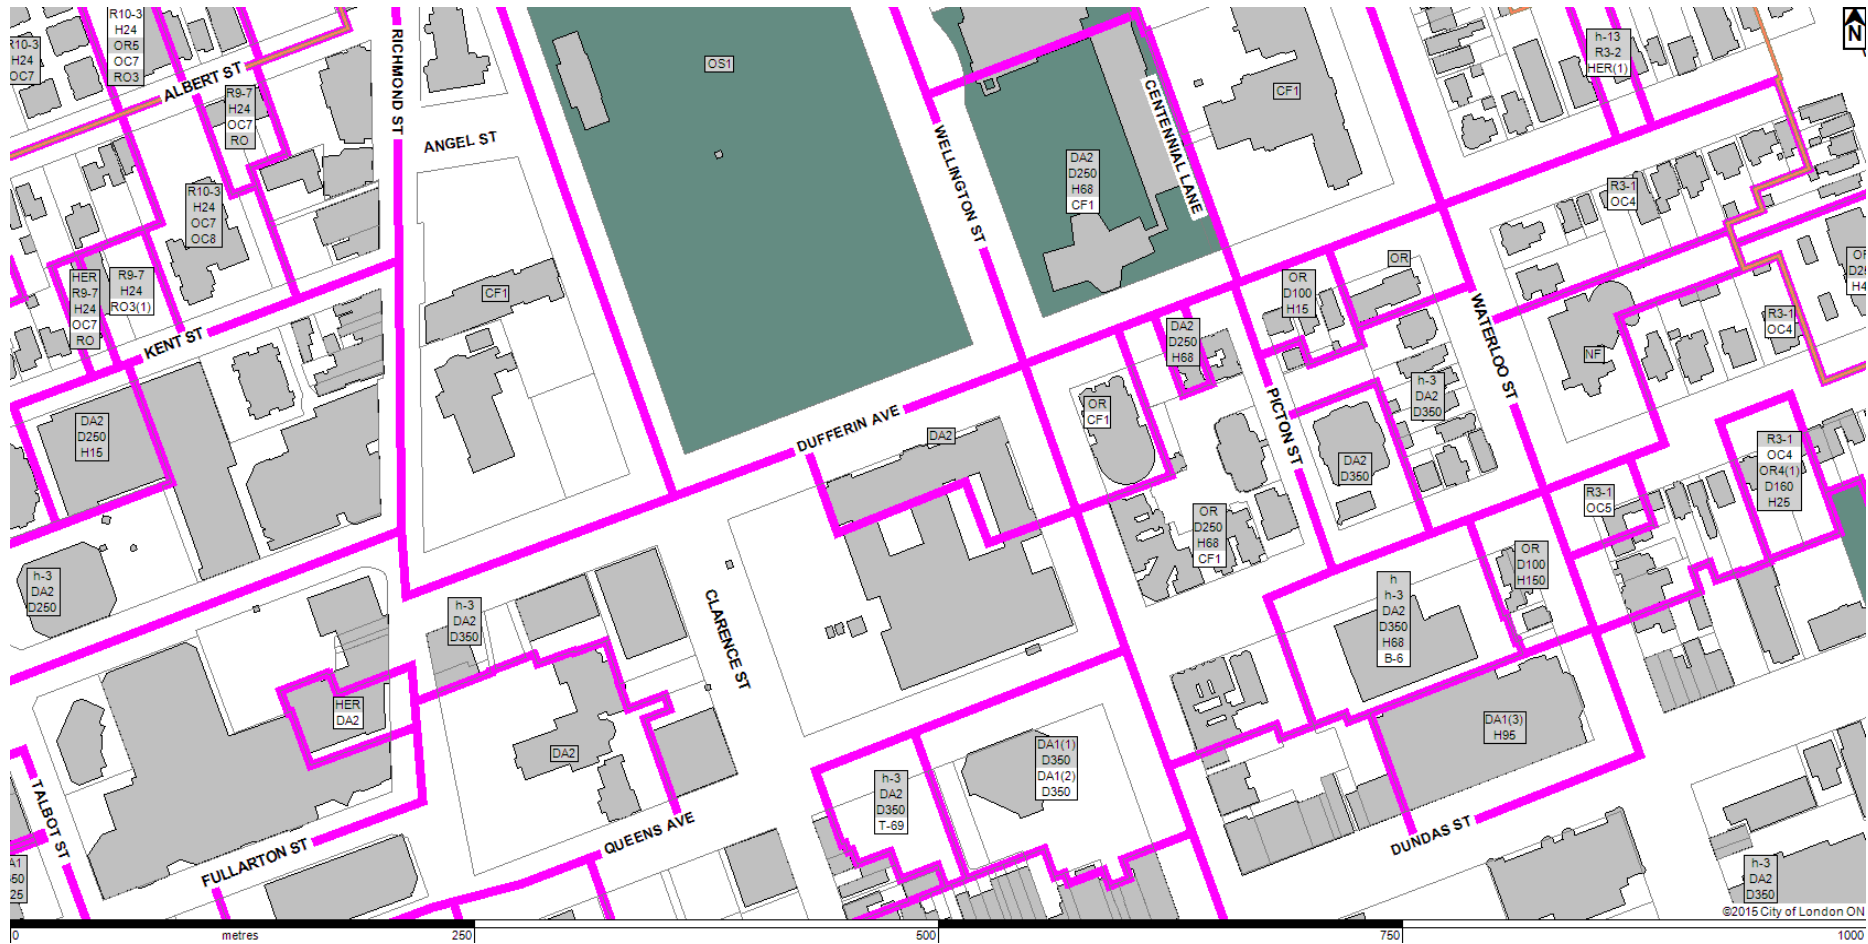 R10-3
H24
OR5
OC7
RO3
R10-3
H24
OC7
ALBERT ST
R9-7
H24
OC7
RO
RICHMOND ST
ANGEL ST
OS1
WELLINGTON ST
CENTENNIAL LANE
CF1
h-13
R3-2
HER(1)
N
DA2
D250
H68
CF1
R10-3
H24
OC7
OC8
R3-1
OC4
HER
R9-7
H24
OC7
RO
R9-7
H24
RO3(1)
KENT ST
CF1
OR
D100
H15
OR
DA2
D250
H68
WATERLOO ST
R3-1
OC4
NF
DA2
D250
H15
DUFFERIN AVE
DA2
OR
CF1
PICTON ST
h-3
DA2
D350
DA2
D350
R3-1
OC4
OR4(1)
D160
H25
R3-1
OC5
OR
D250
H68
CF1
OR
D100
H150
h-3
DA2
D250
h-3
DA2
D350
CLARENCE ST
h
h-3
DA2
D350
H68
B-6
HER
DA2
DA2
DA1(1)
D350
DA1(2)
D350
DA1(3)
H95
h-3
DA2
D350
T-69
TALBOT ST
FULLARTON ST
QUEENS AVE
DUNDAS ST
h-3
DA2
D350
©2015 City of London ON
0 metres 250 500 750 1000